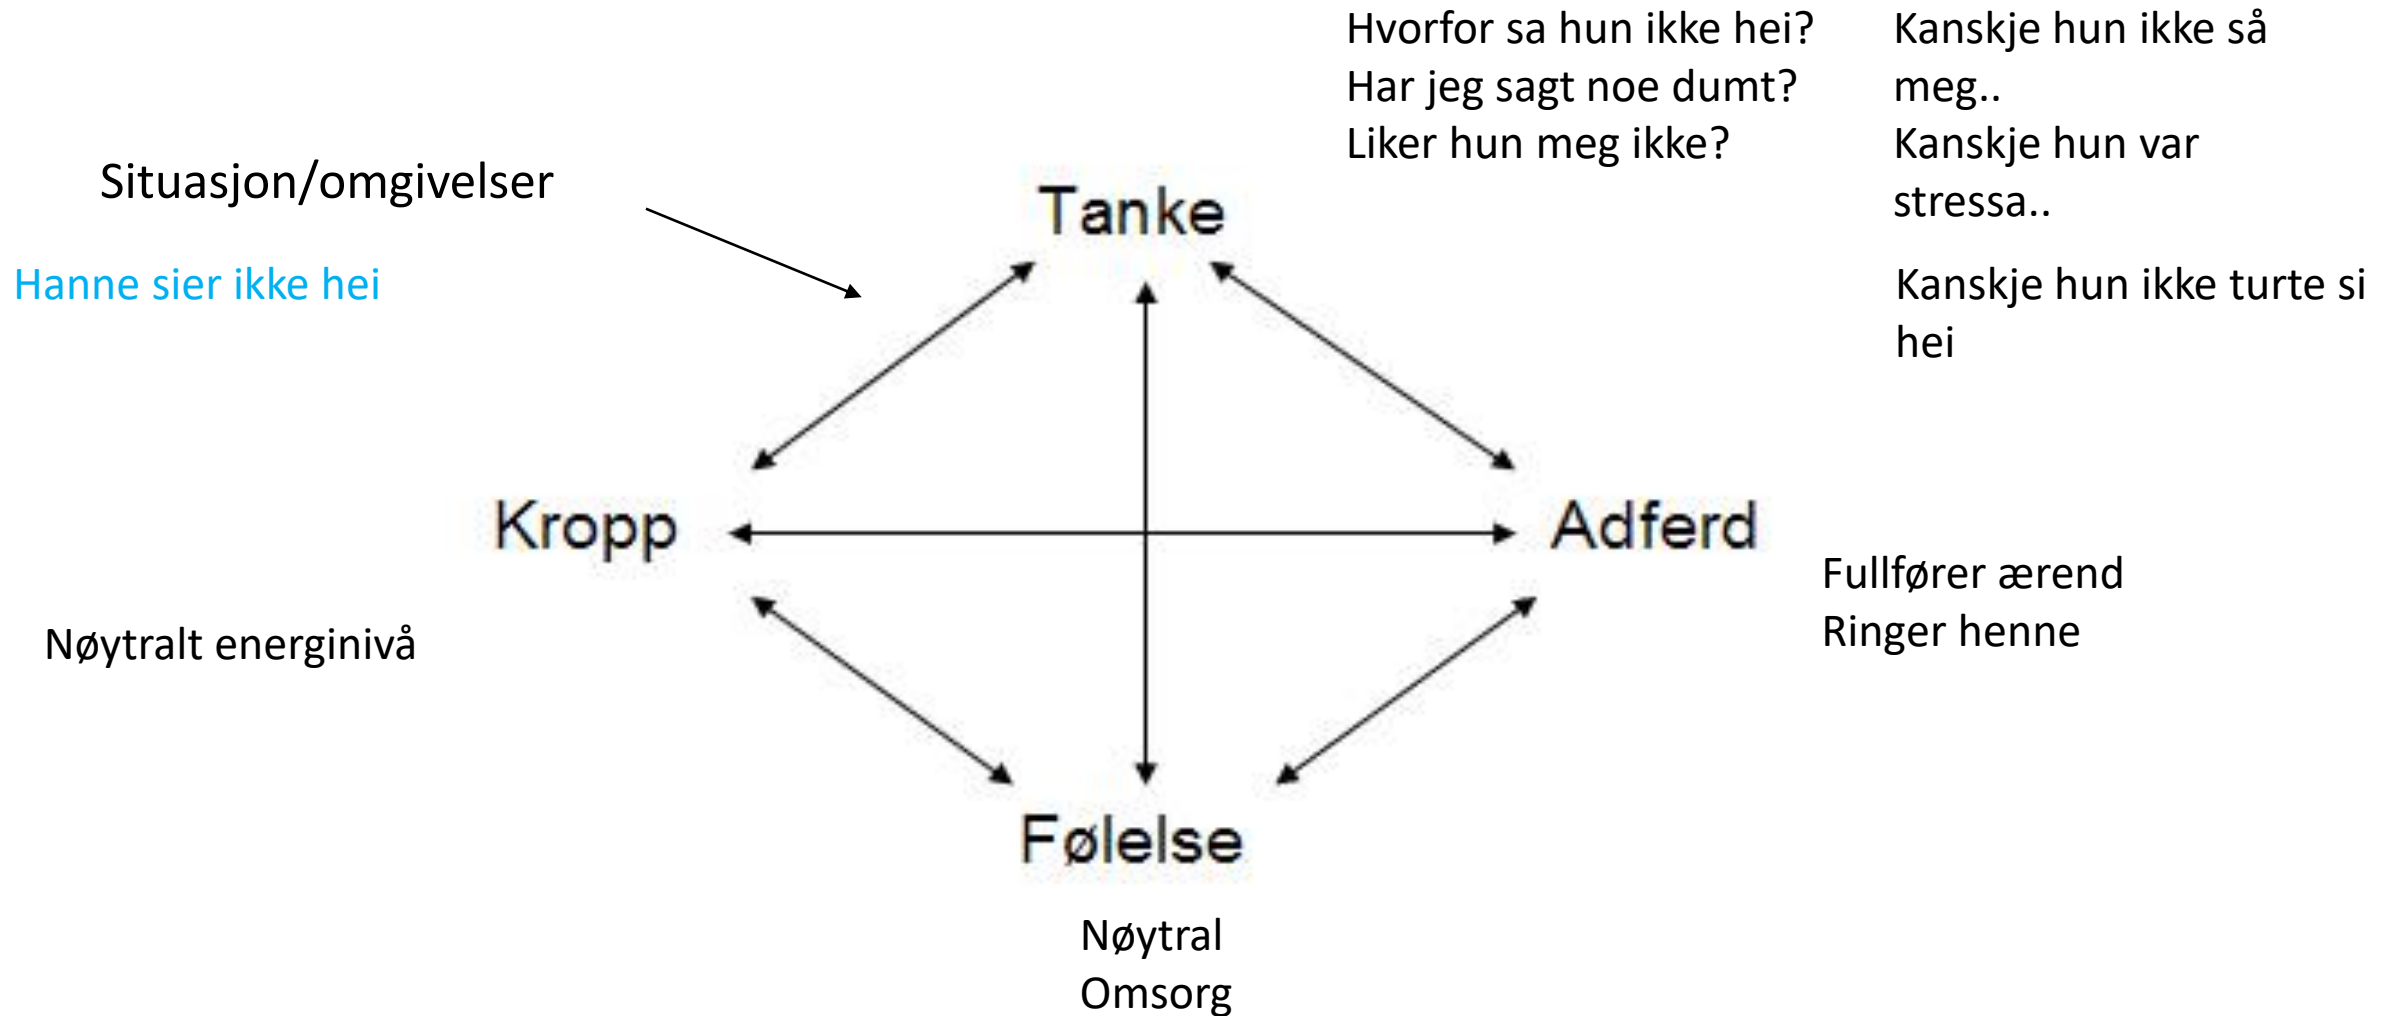 Hvorfor sa hun ikke hei?
Har jeg sagt noe dumt?
Liker hun meg ikke?
Kanskje hun ikke så
meg..
Kanskje hun var
stressa..
Kanskje hun ikke turte si
hei
Situasjon/omgivelser
Hanne sier ikke hei
Tanke
Kropp
Adferd
Nøytralt energinivå
Fullfører ærend
Ringer henne
Følelse
Nøytral
Omsorg